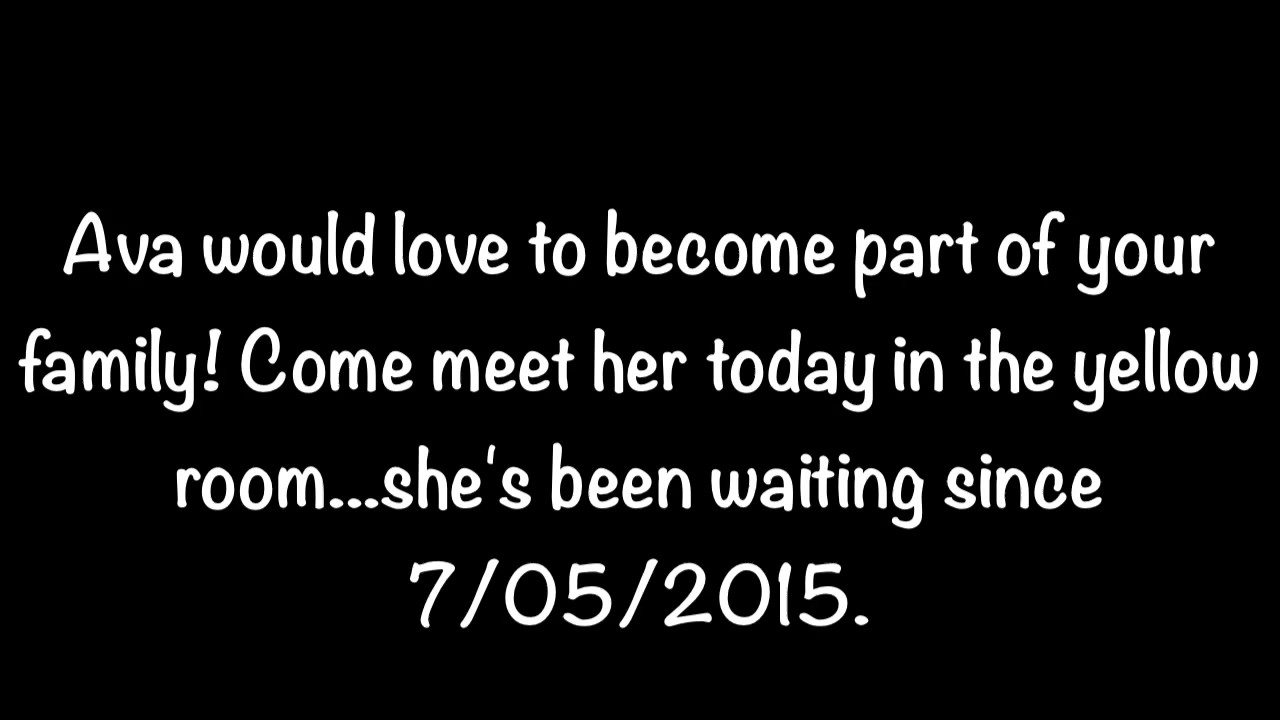 Ava would love to become part of your
family! Come meet her today in the yellow
room...she's been waiting since
7/05/2015.